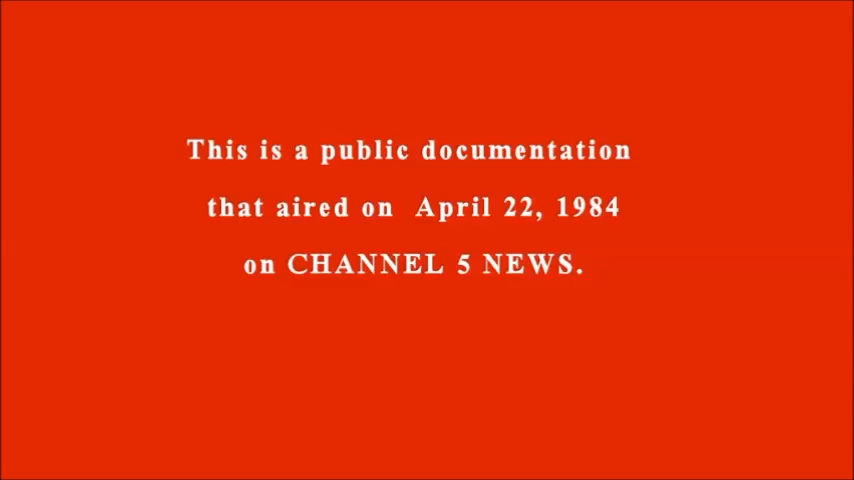 This is a public documentation
that aired on April 22, 1984
on CHANNEL 5 NEWS.